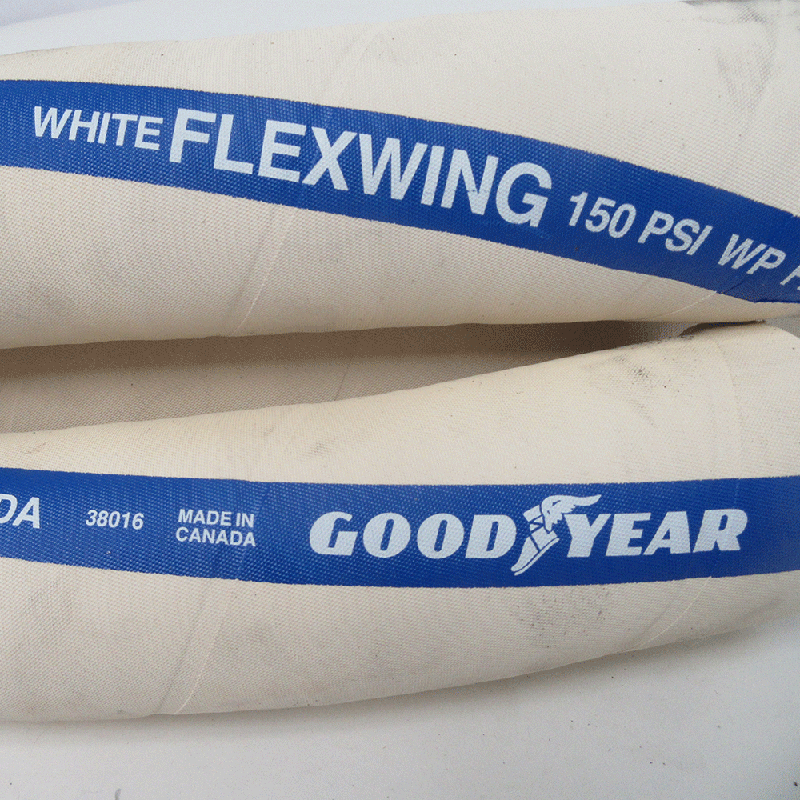 WHITE FLEXWING 150 PSI WP
38016 MADE IN CANADA GOODYEAR